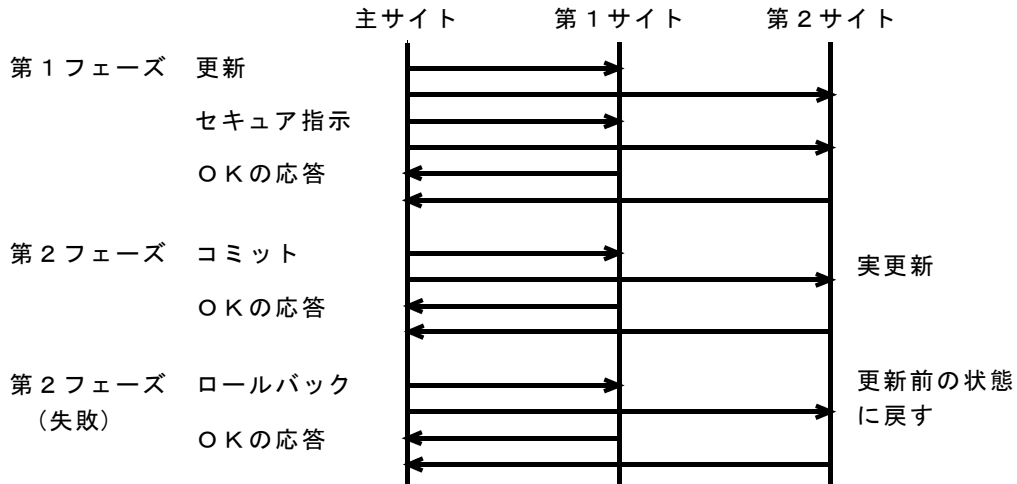 主サイト 第1サイト 第2サイト
第1フェーズ 更新
セキュア指示
OKの応答
第2フェーズ コミット
実更新
OKの応答
第2フェーズ ロールバック 更新前の状態
(失敗) に戻す
OKの応答